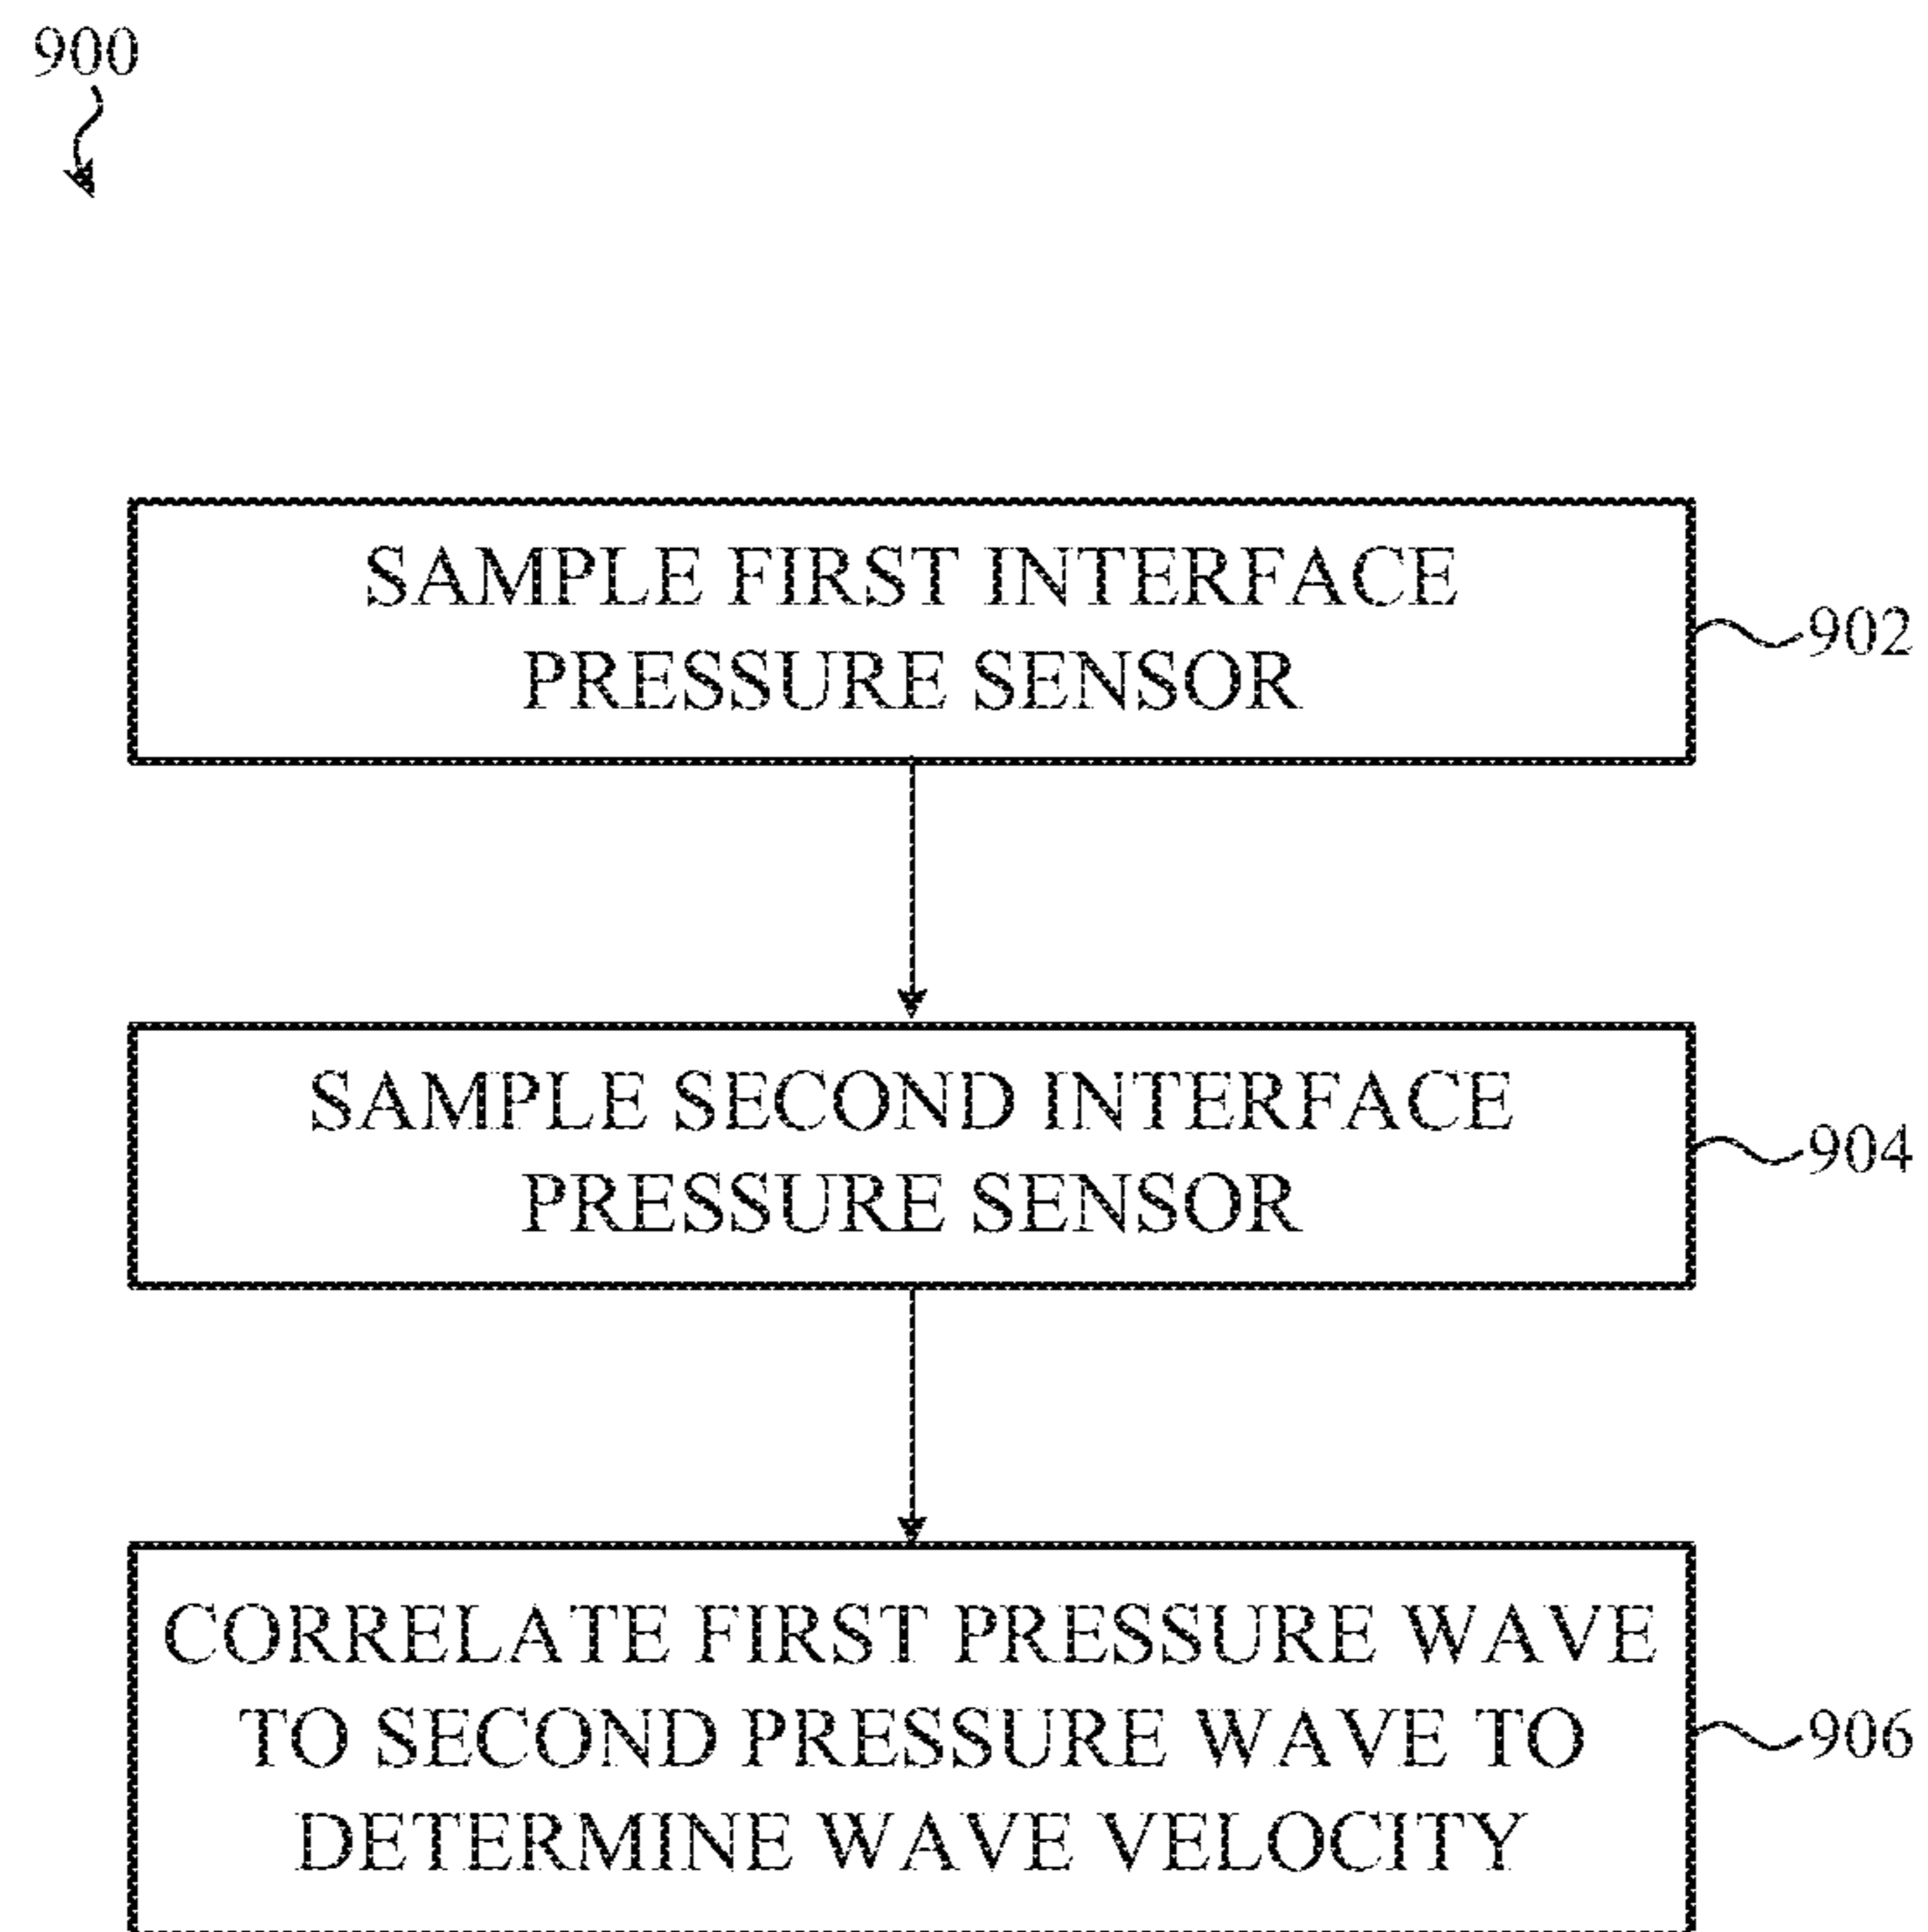 900
SAMPLE FIRST INTERFACE
PRESSURE SENSOR
902
SAMPLE SECOND INTERFACE
PRESSURE SENSOR
904
CORRELATE FIRST PRESSURE WAVE
TO SECOND PRESSURE WAVE TO
DETERMINE WAVE VELOCITY
906